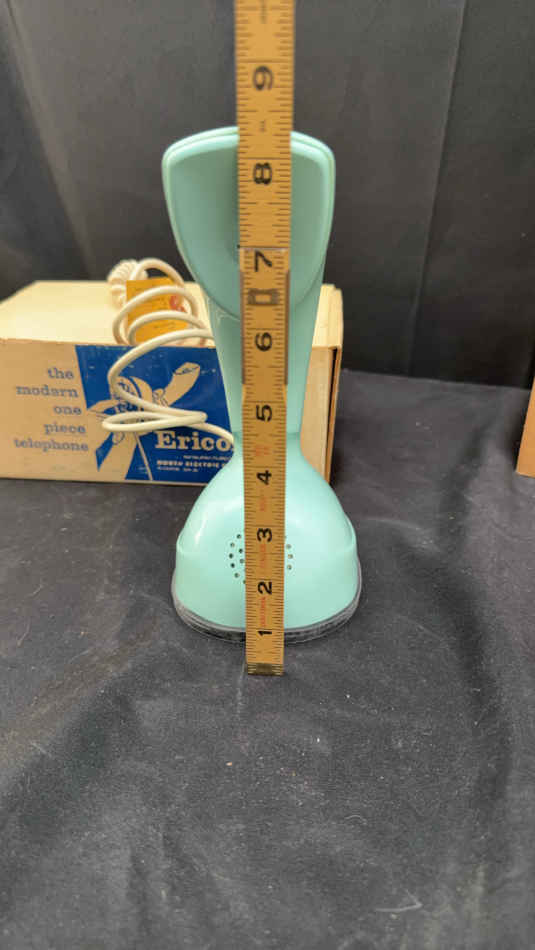 9
8
7
6
5
4
3
2
1
the
modern
one
piece
telephone
Erico
NORTH ELECTRIC